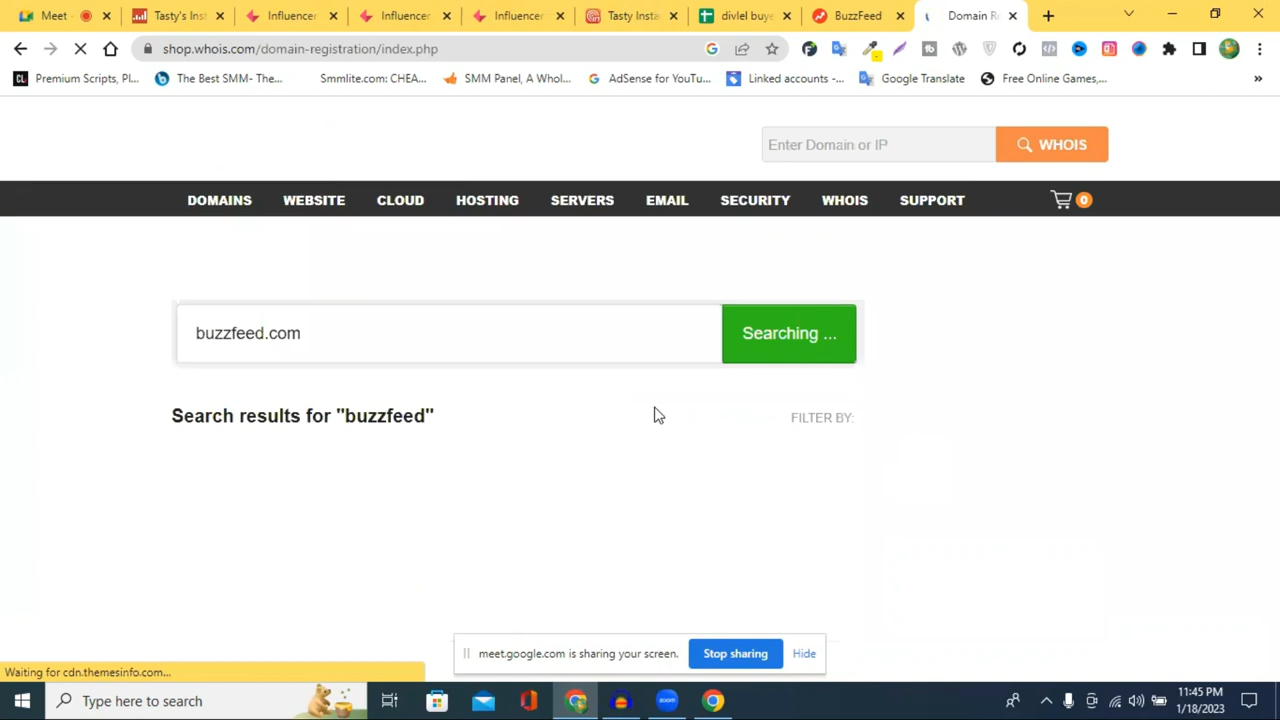 Meet -
Tasty's Inst
Influencer
Influencer
Influencer
Tasty Insta
divlel buye
BuzzFeed
Domain Re
shop.whois.com/domain-registration/index.php
Premium Scripts, Pl...
The Best SMM- The...
Smmlite.com: CHEA...
SMM Panel, A Whol...
AdSense for YouTu...
Linked accounts -...
Google Translate
Free Online Games,...
»
Enter Domain or IP
WHOIS
DOMAINS
WEBSITE
CLOUD
HOSTING
SERVERS
EMAIL
SECURITY
WHOIS
SUPPORT
0
buzzfeed.com
Searching ...
Search results for "buzzfeed"
FILTER BY:
meet.google.com is sharing your screen.
Stop sharing
Hide
Waiting for cdn.themesinfo.com...
Type here to search
zoom
11:45 PM
1/18/2023